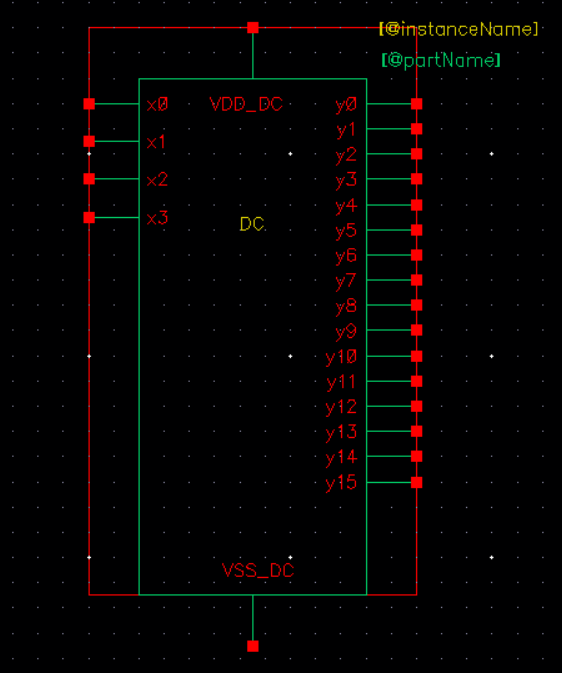 [@instanceName]
[@partName]
x0 VDD_DC y0
y1
x1
y2
x2 y3
y4
x3
DC y5
y6
y7
y8
y9
y10
y11
y12
y13
y14
y15
VSS_DC